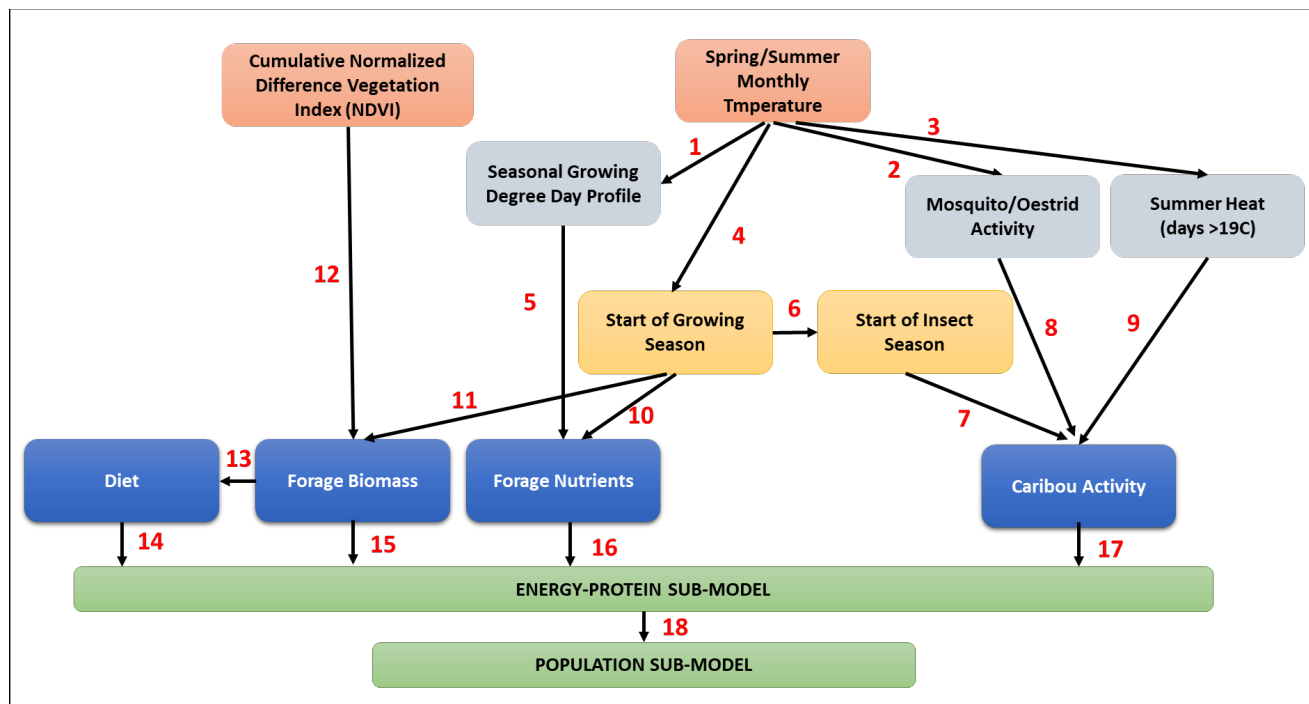 Cumulative Normalized
Difference Vegetation
Index (NDVI)
Spring/Summer
Monthly
Tmperature
1
2
3
Seasonal Growing
Degree Day Profile
Mosquito/Oestrid
Activity
Summer Heat
(days >19C)
4
12
5
Start of Growing
Season
6
Start of Insect
Season
8
9
11
10
7
Diet
13
Forage Biomass
Forage Nutrients
Caribou Activity
14
15
16
17
ENERGY-PROTEIN SUB-MODEL
18
POPULATION SUB-MODEL